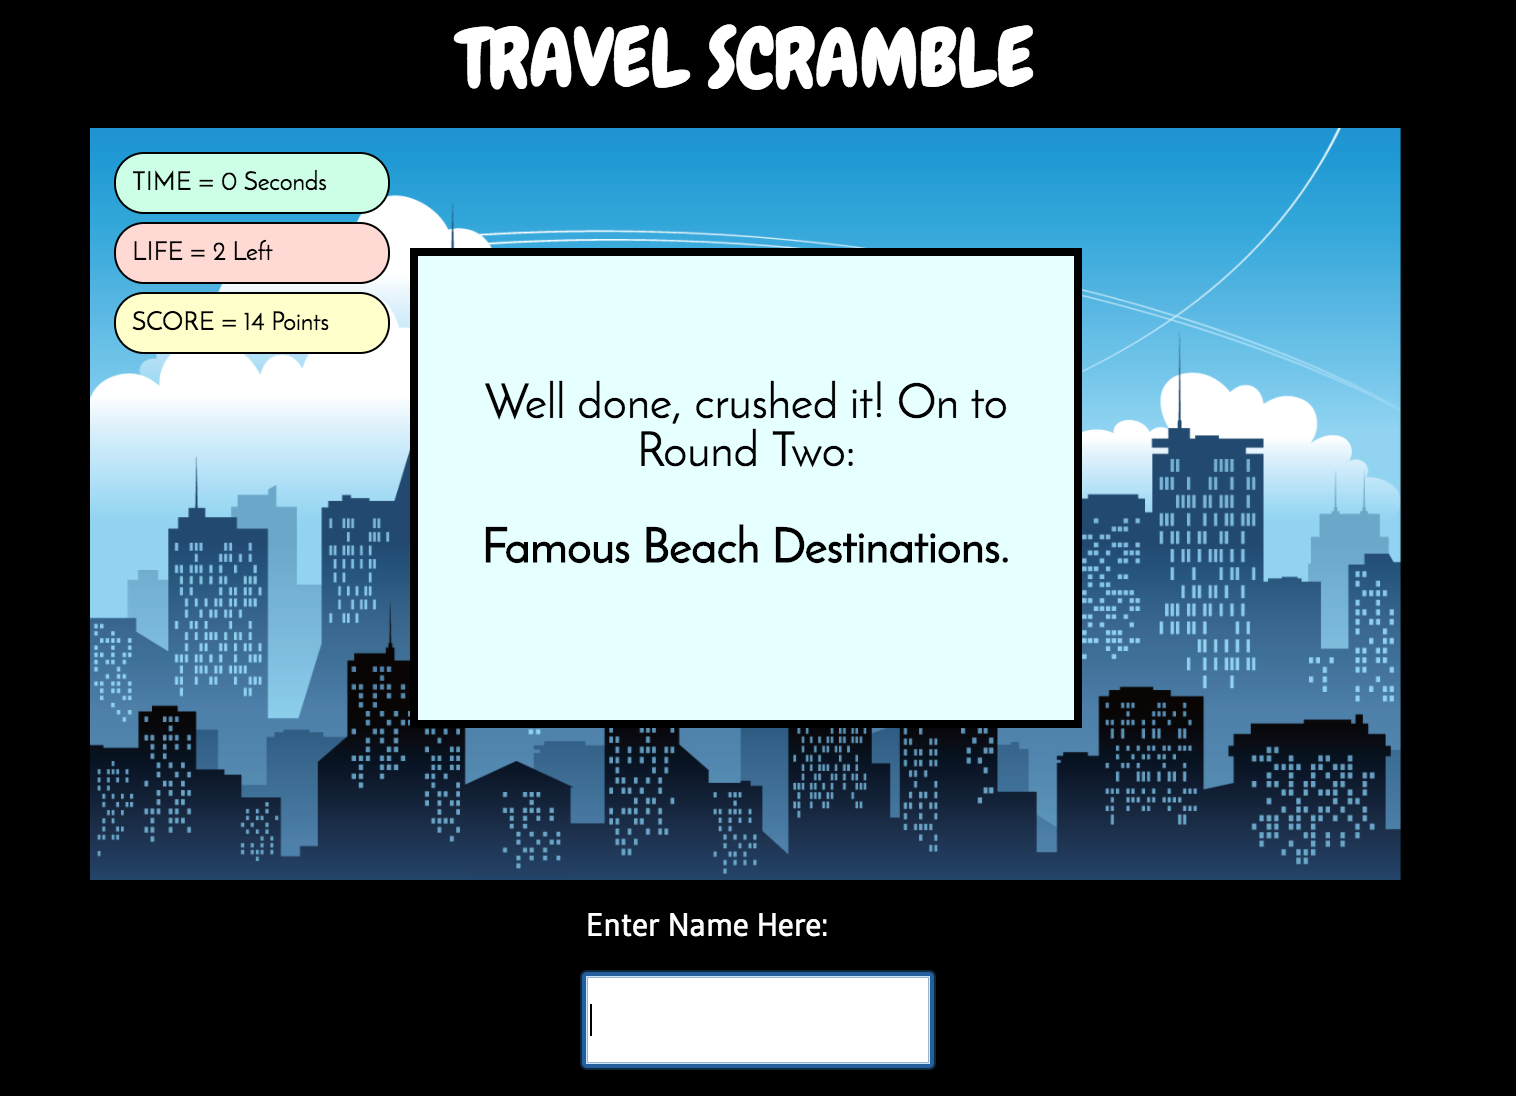 TRAVEL SCRAMBLE
TIME = 0 Seconds
LIFE = 2 Left
SCORE = 14 Points
Well done, crushed it! On to
Round Two:
Famous Beach Destinations.
Enter Name Here: